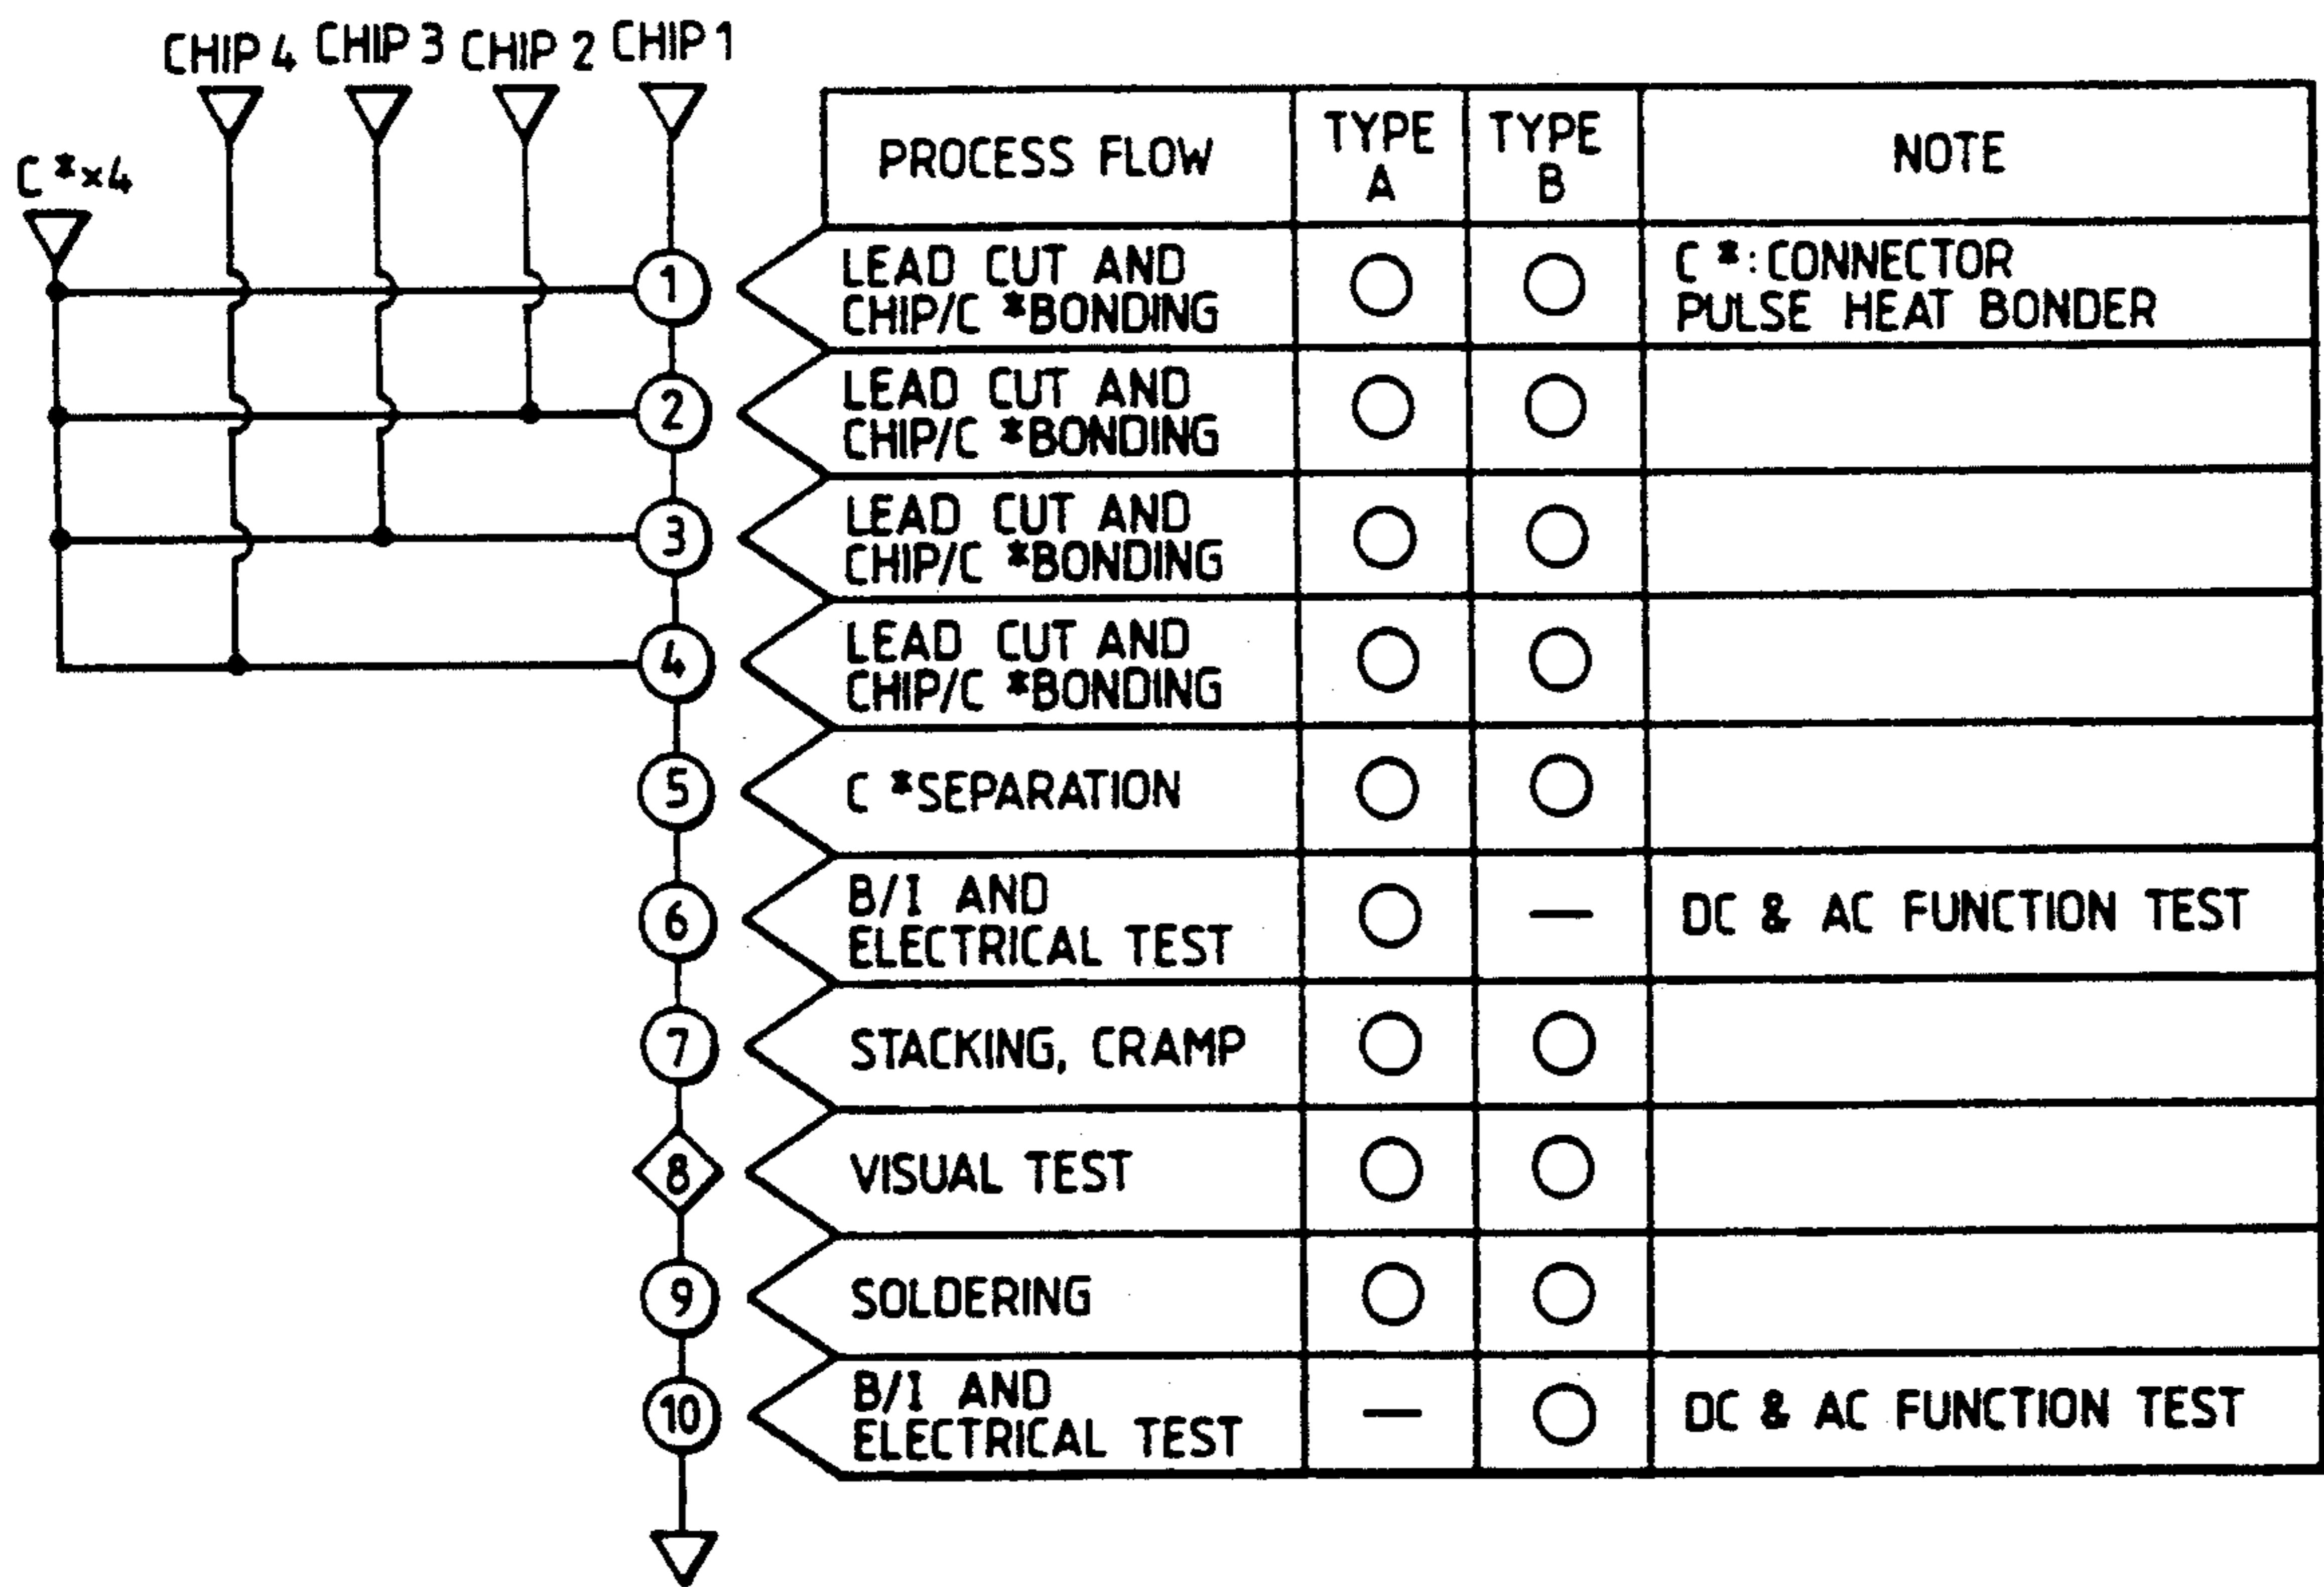 CHIP 4 CHIP 3 CHIP 2 CHIP 1
C *×4
PROCESS FLOW
TYPE
A
TYPE
B
NOTE
1
LEAD CUT AND
CHIP/C *BONDING
C *: CONNECTOR
PULSE HEAT BONDER
2
LEAD CUT AND
CHIP/C *BONDING
3
LEAD CUT AND
CHIP/C *BONDING
4
LEAD CUT AND
CHIP/C *BONDING
5
C *SEPARATION
6
B/I AND
ELECTRICAL TEST
—
DC & AC FUNCTION TEST
7
STACKING, CRAMP
8
VISUAL TEST
9
SOLDERING
10
B/I AND
ELECTRICAL TEST
—
DC & AC FUNCTION TEST